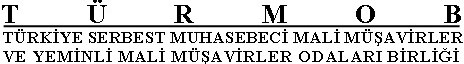 T Ü R M O B
TÜRKİYE SERBEST MUHASEBECİ MALİ MÜŞAVİRLER
VE YEMİNLİ MALİ MÜŞAVİRLER ODALARI BİRLİĞİ